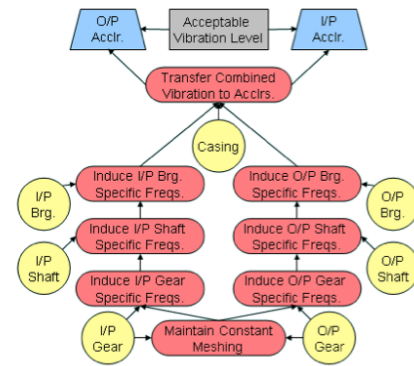 O/P
Acclr.
Acceptable
Vibration Level
I/P
Acclr.
Transfer Combined
Vibration to Acclrs.
Casing
I/P
Brg.
Induce I/P Brg.
Specific Freqs.
Induce O/P Brg.
Specific Freqs.
O/P
Brg.
I/P
Shaft
Induce I/P Shaft
Specific Freqs.
Induce O/P Shaft
Specific Freqs.
O/P
Shaft
Induce I/P Gear
Specific Freqs.
Induce O/P Gear
Specific Freqs.
I/P
Gear
Maintain Constant
Meshing
O/P
Gear